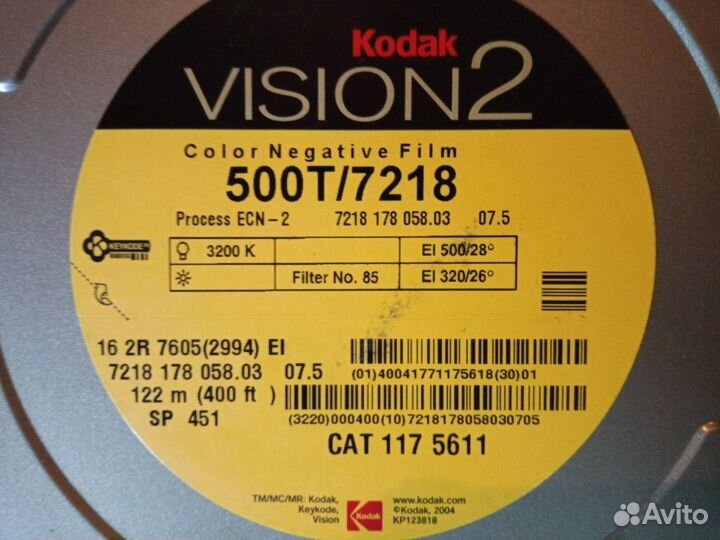 Kodak
VISION2
Color Negative Film
500T/7218
Process ECN-2 7218 178 058.03 07.5
KEYKODE™
3200 K EI 500/28°
Filter No. 85 EI 320/26°
16 2R 7605(2994) EI
7218 178 058.03 07.5
(01)40041771175618(30)01
122 m (400 ft )
SP 451
(3220)000400(10)7218178058030705
CAT 117 5611
TM/MC/MR: Kodak,
Keykode,
Vision
Kodak
www.kodak.com
©Kodak, 2004
KP123818
Avito